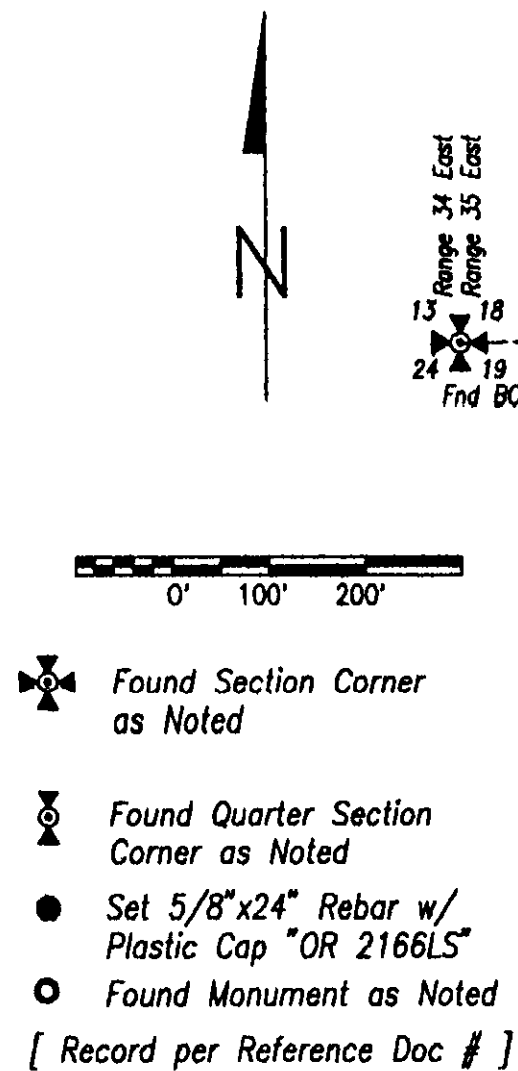 Range 34 East
Range 35 East
N
13 18
24 19
Fnd BC
0' 100' 200'
Found Section Corner
as Noted
Found Quarter Section
Corner as Noted
Set 5/8"x24" Rebar w/
Plastic Cap "OR 2166LS"
Found Monument as Noted
[ Record per Reference Doc # ]